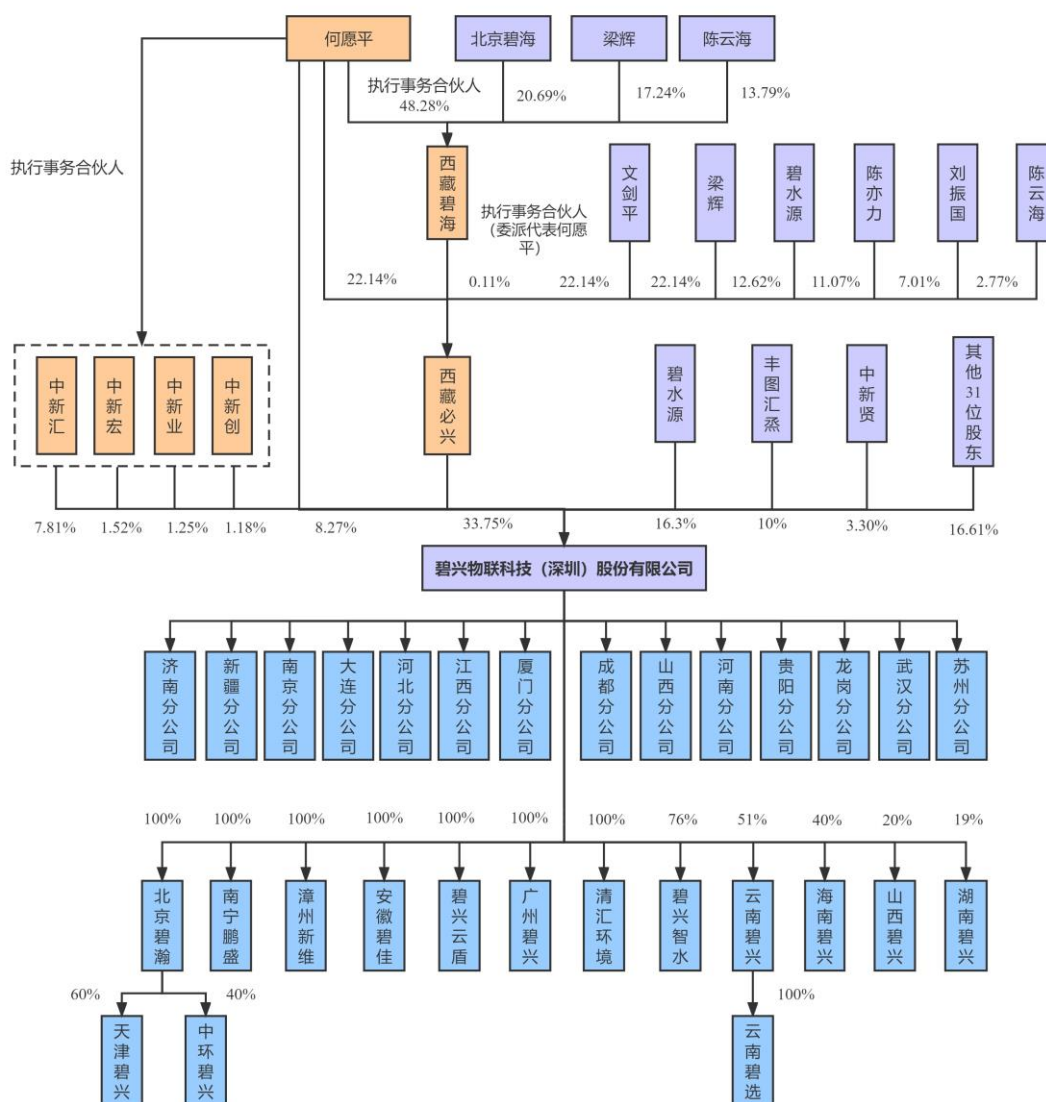 何愿平
北京碧海
梁辉
陈云海
执行事务合伙人
48.28%
20.69%
17.24%
13.79%
执行事务合伙人
西藏碧海
执行事务合伙人
（委派代表何愿
平）
文剑平
梁辉
碧水源
陈亦力
刘振国
陈云海
22.14%
0.11%
22.14%
22.14%
12.62%
11.07%
7.01%
2.77%
中新汇
中新宏
中新业
中新创
西藏必兴
碧水源
丰图汇烝
中新贤
其他31位股东
7.81%
1.52%
1.25%
1.18%
8.27%
33.75%
16.3%
10%
3.30%
16.61%
碧兴物联科技（深圳）股份有限公司
济南分公司
新疆分公司
南京分公司
大连分公司
河北分公司
江西分公司
厦门分公司
成都分公司
山西分公司
河南分公司
贵阳分公司
龙岗分公司
武汉分公司
苏州分公司
100%
100%
100%
100%
100%
100%
100%
76%
51%
40%
20%
19%
北京碧瀚
南宁鹏盛
漳州新维
安徽碧佳
碧兴云盾
广州碧兴
清汇环境
碧兴智水
云南碧兴
海南碧兴
山西碧兴
湖南碧兴
60%
40%
100%
天津碧兴
中环碧兴
云南碧选